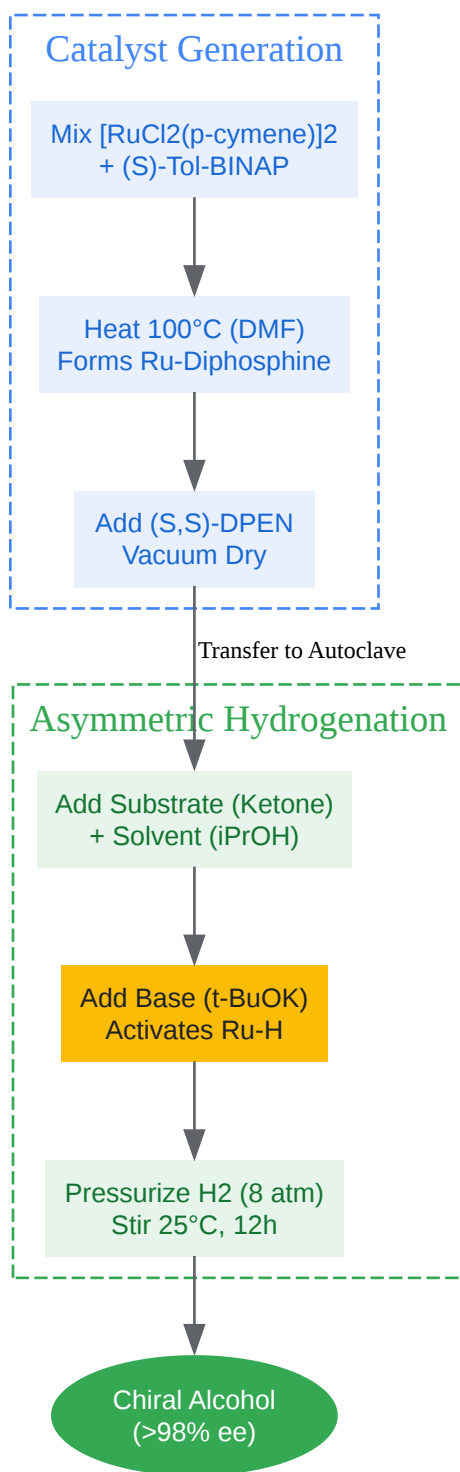 Catalyst Generation
Mix [RuCl2(p-cymene)]2
+ (S)-Tol-BINAP
Heat 100°C (DMF)
Forms Ru-Diphosphine
Add (S,S)-DPEN
Vacuum Dry
Transfer to Autoclave
Asymmetric Hydrogenation
Add Substrate (Ketone)
+ Solvent (iPrOH)
Add Base (t-BuOK)
Activates Ru-H
Pressurize H2 (8 atm)
Stir 25°C, 12h
Chiral Alcohol
(>98% ee)